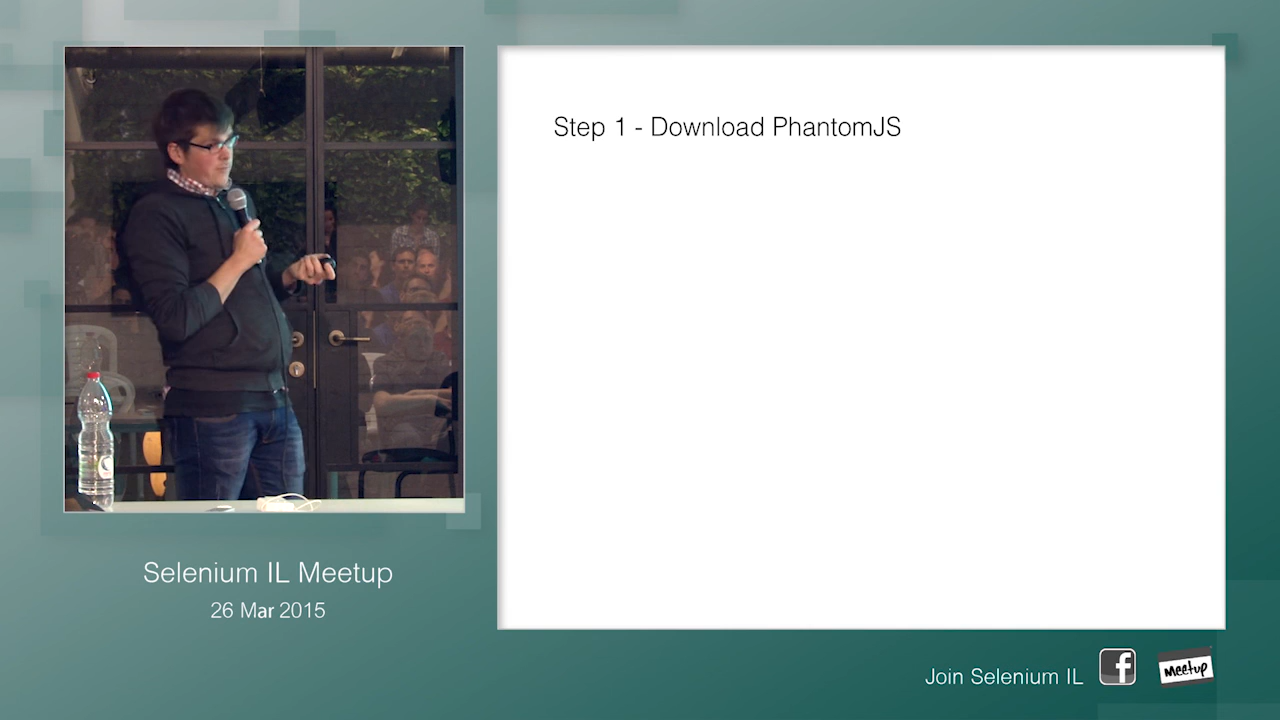 Step 1 - Download PhantomJS
Selenium IL Meetup
26 Mar 2015
Join Selenium IL
f
Meetup